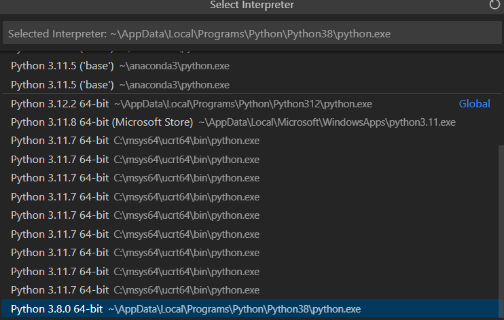 Select Interpreter
Selected Interpreter: ~\AppData\Local\Programs\Python\Python38\python.exe
Python 3.11.5 ('base') ~\anaconda3\python.exe
Python 3.11.5 ('base') ~\anaconda3\python.exe
Python 3.12.2 64-bit ~\AppData\Local\Programs\Python\Python312\python.exe Global
Python 3.11.8 64-bit (Microsoft Store) ~\AppData\Local\Microsoft\WindowsApps\python3.11.exe
Python 3.11.7 64-bit C:\msys64\ucrt64\bin\python.exe
Python 3.11.7 64-bit C:\msys64\ucrt64\bin\python.exe
Python 3.11.7 64-bit C:\msys64\ucrt64\bin\python.exe
Python 3.11.7 64-bit C:\msys64\ucrt64\bin\python.exe
Python 3.11.7 64-bit C:\msys64\ucrt64\bin\python.exe
Python 3.11.7 64-bit C:\msys64\ucrt64\bin\python.exe
Python 3.11.7 64-bit C:\msys64\ucrt64\bin\python.exe
Python 3.11.7 64-bit C:\msys64\ucrt64\bin\python.exe
Python 3.11.7 64-bit C:\msys64\ucrt64\bin\python.exe
Python 3.8.0 64-bit ~\AppData\Local\Programs\Python\Python38\python.exe